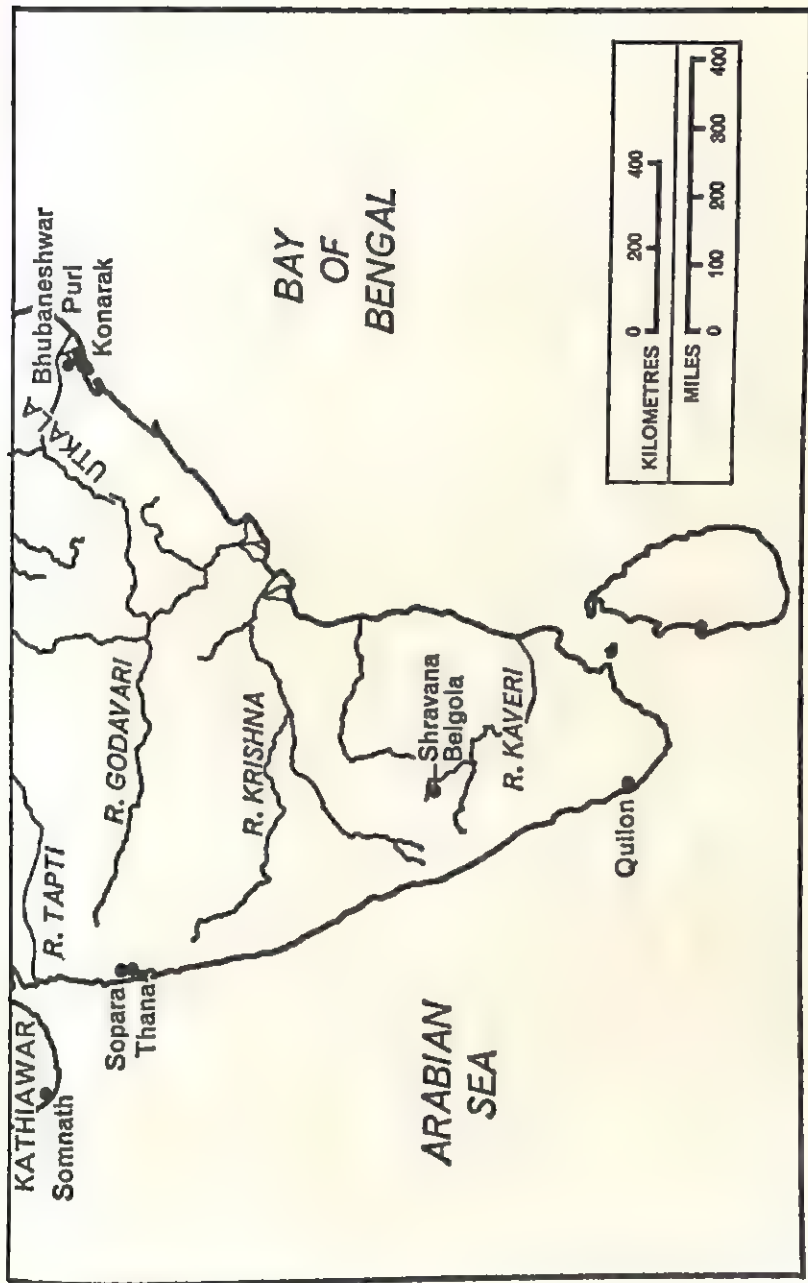 KATHIAWAR
Somnath
R. TAPTI
Sopara
Thana
R. GODAVARI
R. KRISHNA
UTKALA
Bhubaneshwar
Puri
Konarak
BAY
OF
BENGAL
ARABIAN
SEA
Shravana
Belgola
R. KAVERI
Quilon
KILOMETRES 0 200 400
MILES 0 100 200 300 400